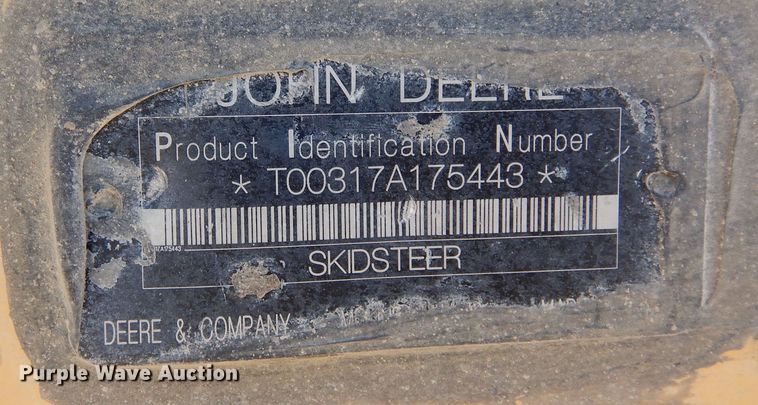 JOHN DEERE
Product Identification Number
* T00317A175443 *
SKIDSTEER
DEERE & COMPANY
Purple Wave Auction